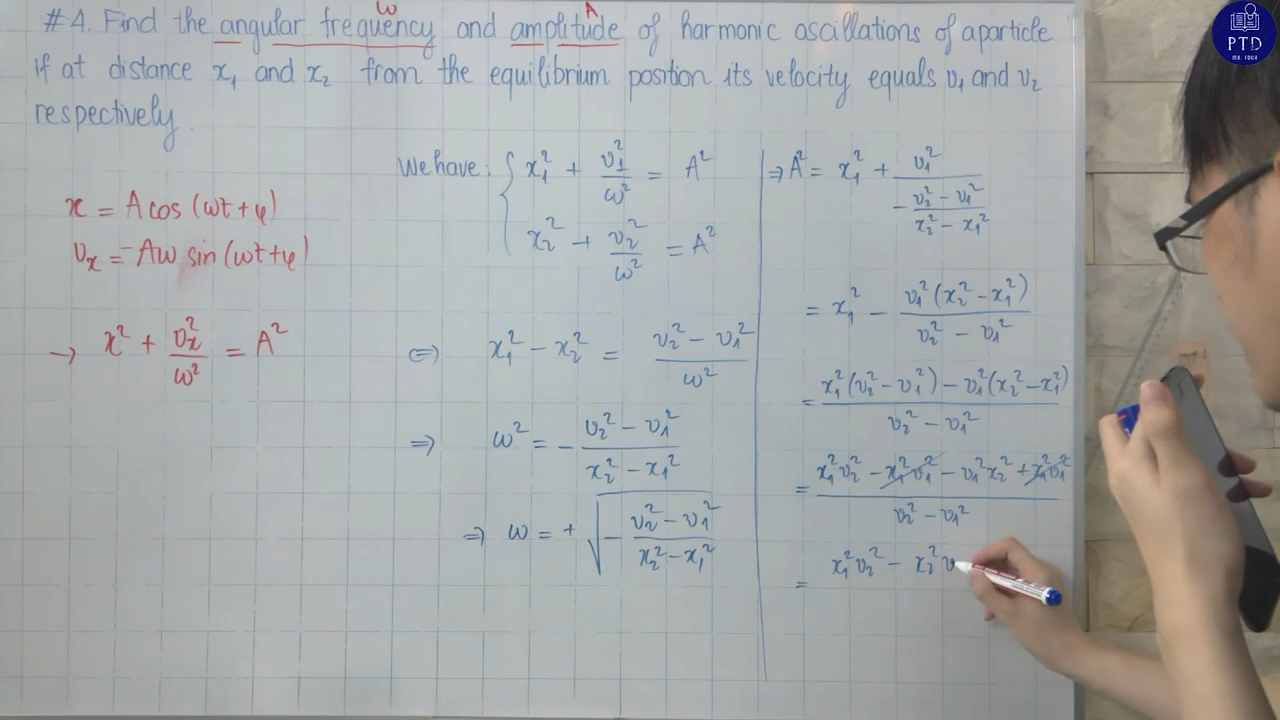 #4. Find the angular frequency and amplitude of harmonic oscillations of a particle
ω A
if at distance x₁ and x₂ from the equilibrium position its velocity equals v₁ and v₂
respectively.
x = A cos (ωt + φ)
vₓ = -Aω sin (ωt + φ)
→ x² + vₓ²/ω² = A²
We have: { x₁² + v₁²/ω² = A²
x₂² + v₂²/ω² = A²
⇔ x₁² - x₂² = (v₂² - v₁²)/ω²
⇒ ω² = - (v₂² - v₁²)/(x₂² - x₁²)
⇒ ω = + √(- (v₂² - v₁²)/(x₂² - x₁²))
⇒ A² = x₁² + v₁²/(- (v₂² - v₁²)/(x₂² - x₁²))
= x₁² - v₁²(x₂² - x₁²)/(v₂² - v₁²)
= (x₁²(v₂² - v₁²) - v₁²(x₂² - x₁²))/(v₂² - v₁²)
= (x₁²v₂² - x₁²v₁² - v₁²x₂² + x₁²v₁²)/(v₂² - v₁²)
= x₁²v₂² - x₂²v
PTD
MR. PDUA